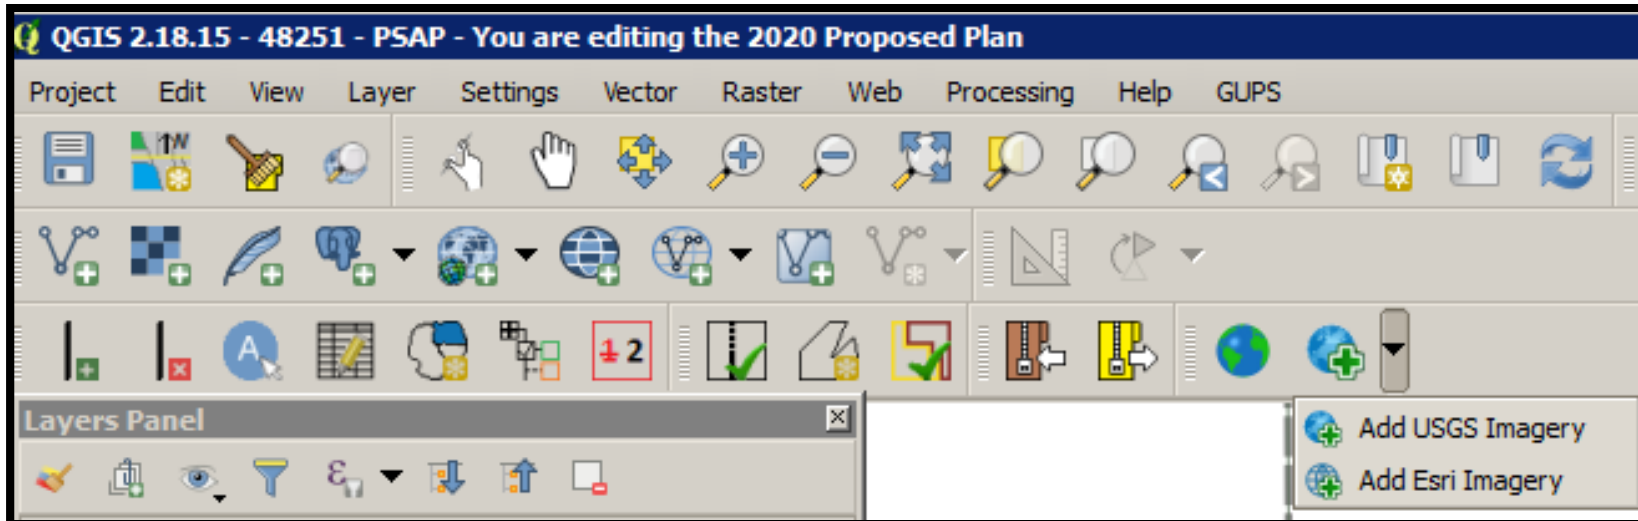 QGIS 2.18.15 - 48251 - PSAP - You are editing the 2020 Proposed Plan
Project Edit View Layer Settings Vector Raster Web Processing Help GUPS
A
1 2
Layers Panel
ε
Add USGS Imagery
Add Esri Imagery